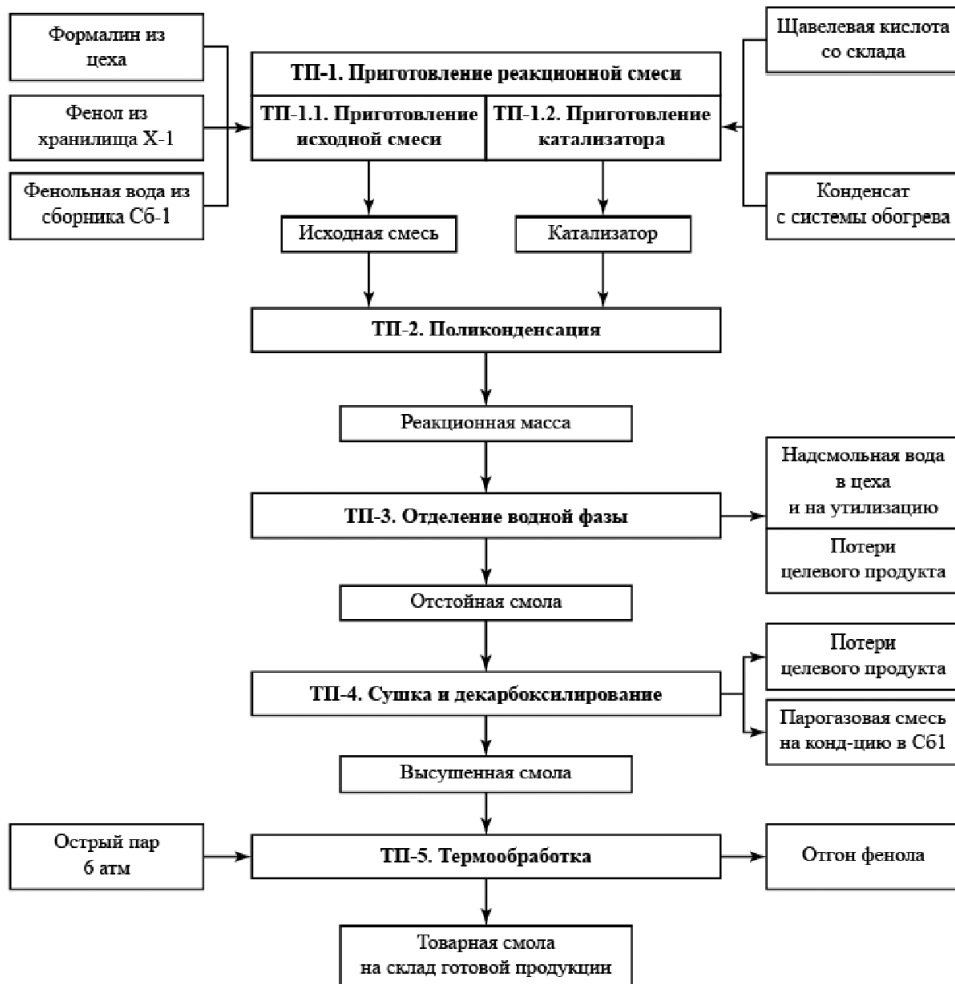 Формалин из
цеха
Фенол из
хранилища Х-1
Фенольная вода из
сборника Сб-1
ТП-1. Приготовление реакционной смеси
ТП-1.1. Приготовление
исходной смеси
ТП-1.2. Приготовление
катализатора
Щавелевая кислота
со склада
Конденсат
с системы обогрева
Исходная смесь
Катализатор
ТП-2. Поликонденсация
Реакционная масса
ТП-3. Отделение водной фазы
Надсмольная вода
в цеха
и на утилизацию
Потери
целевого продукта
Отстойная смола
ТП-4. Сушка и декарбоксилирование
Потери
целевого продукта
Парогазовая смесь
на конд-цию в Сб1
Высушенная смола
Острый пар
6 атм
ТП-5. Термообработка
Отгон фенола
Товарная смола
на склад готовой продукции